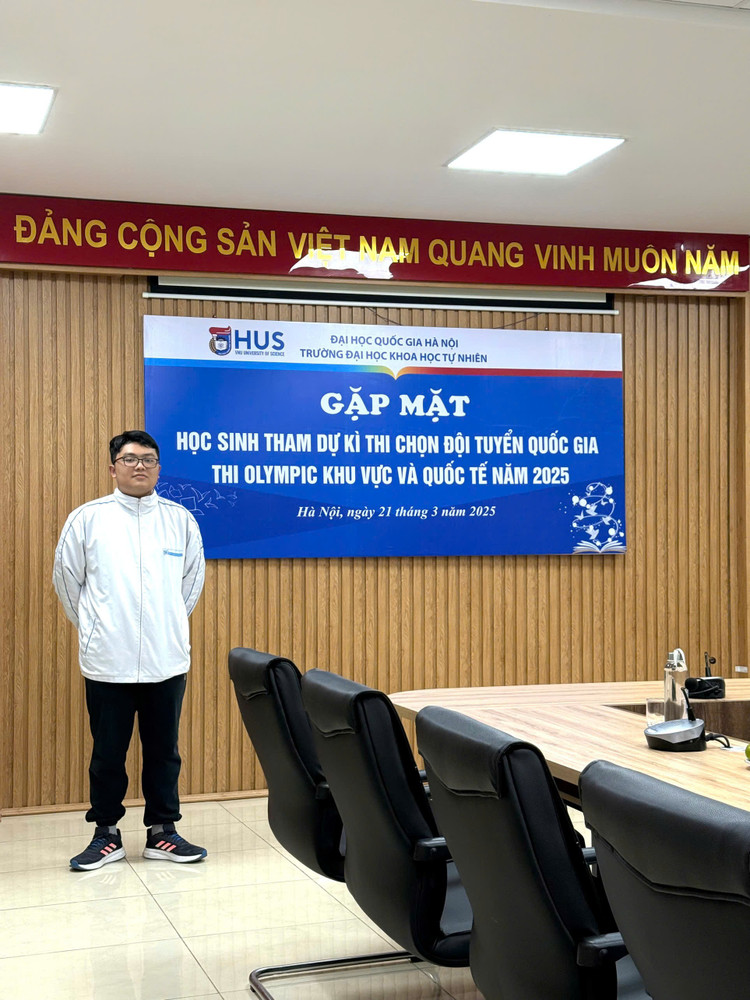 ĐẢNG CỘNG SẢN VIỆT NAM QUANG VINH MUÔN NĂM
HUS
VNU UNIVERSITY OF SCIENCE
ĐẠI HỌC QUỐC GIA HÀ NỘI
TRƯỜNG ĐẠI HỌC KHOA HỌC TỰ NHIÊN
GẶP MẶT
HỌC SINH THAM DỰ KÌ THI CHỌN ĐỘI TUYỂN QUỐC GIA
THI OLYMPIC KHU VỰC VÀ QUỐC TẾ NĂM 2025
Hà Nội, ngày 21 tháng 3 năm 2025